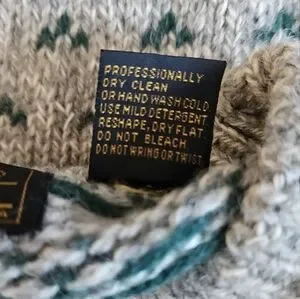 PROFESSIONALLY
DRY CLEAN
OR HAND WASH COLD
USE MILD DETERGENT
RESHAPE, DRY FLAT
DO NOT BLEACH
DO NOT WRING OR TWIST